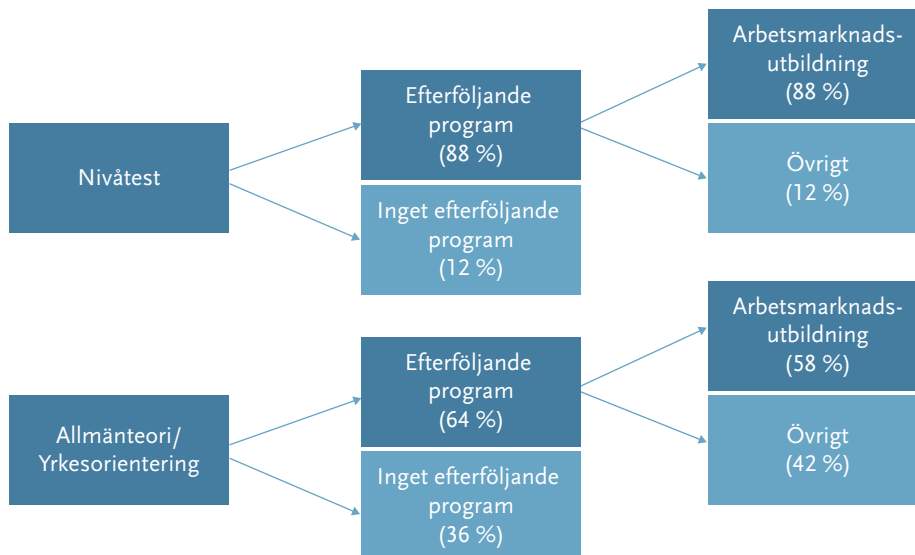 Nivåtest
Efterföljande
program
(88 %)
Inget efterföljande
program
(12 %)
Arbetsmarknads-
utbildning
(88 %)
Övrigt
(12 %)
Allmänteori/
Yrkesorientering
Efterföljande
program
(64 %)
Inget efterföljande
program
(36 %)
Arbetsmarknads-
utbildning
(58 %)
Övrigt
(42 %)